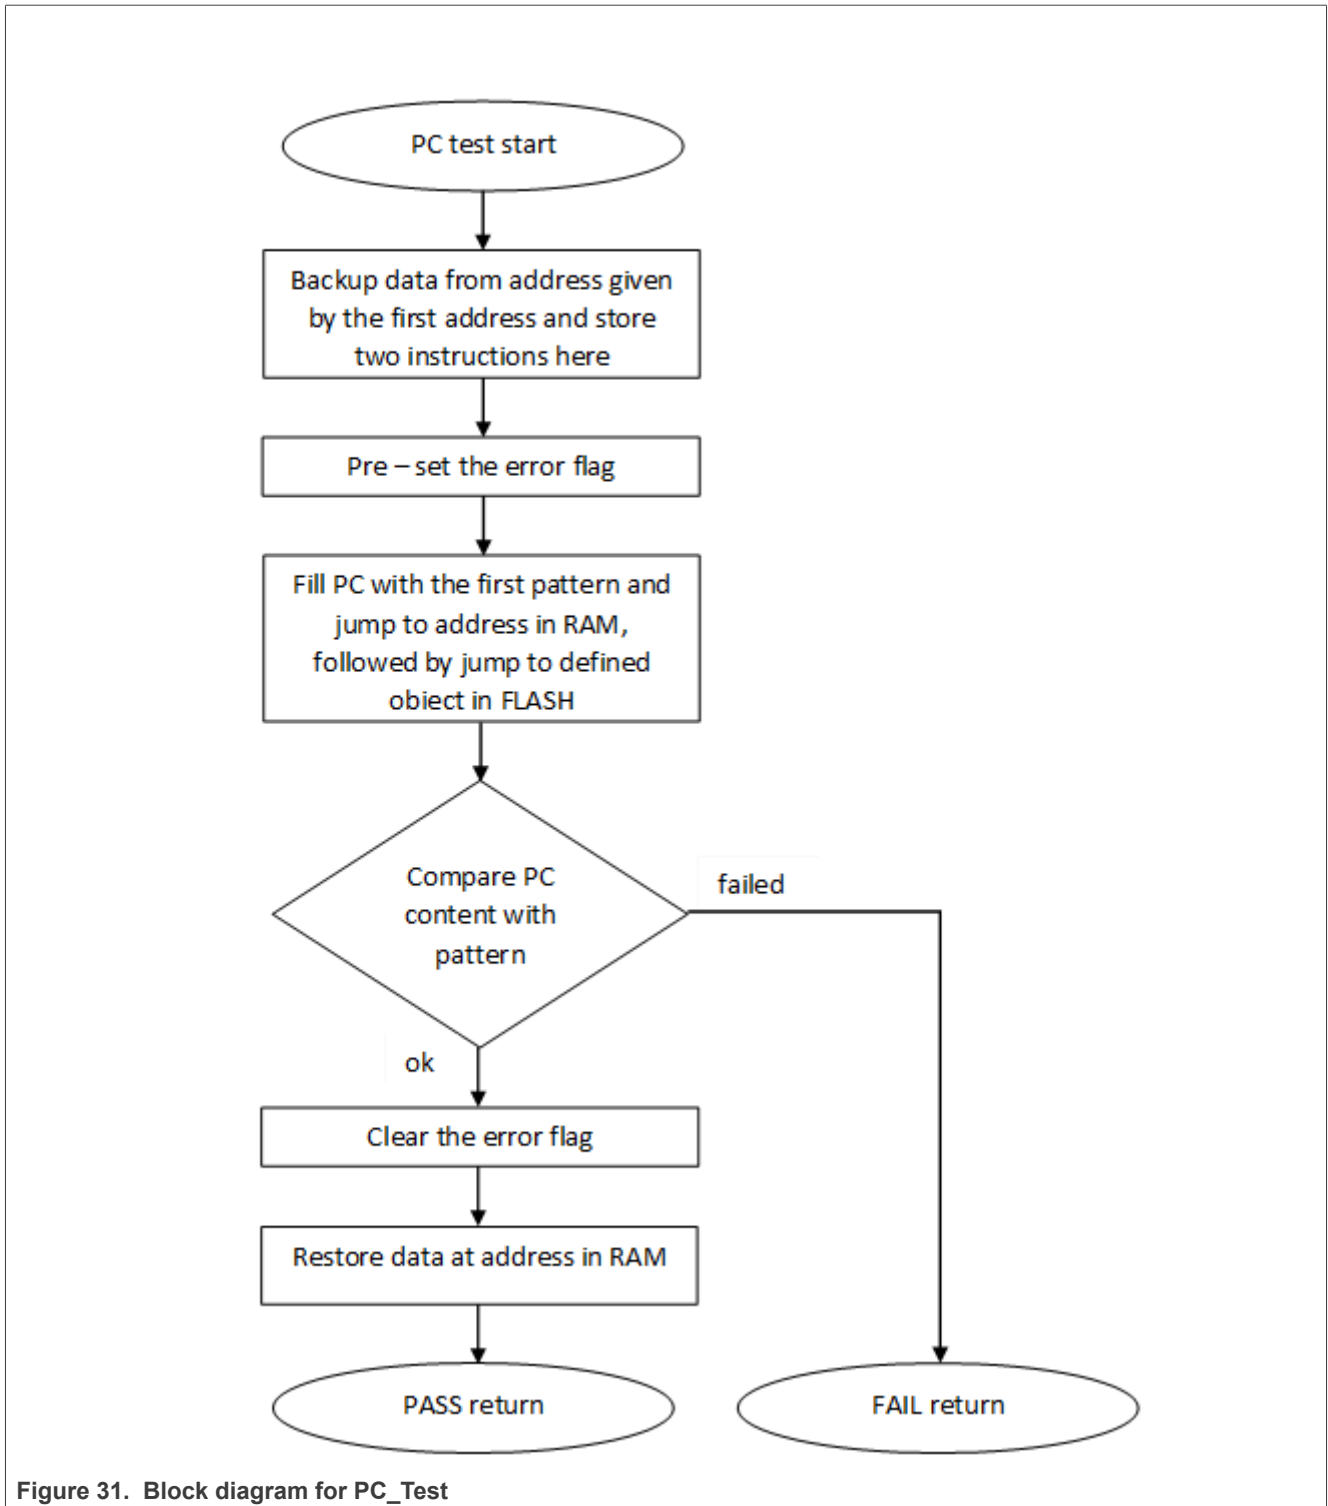 PC test start
Backup data from address given
by the first address and store
two instructions here
Pre – set the error flag
Fill PC with the first pattern and
jump to address in RAM,
followed by jump to defined
obiect in FLASH
Compare PC
content with
pattern
failed
ok
Clear the error flag
Restore data at address in RAM
PASS return
FAIL return
Figure 31. Block diagram for PC_Test